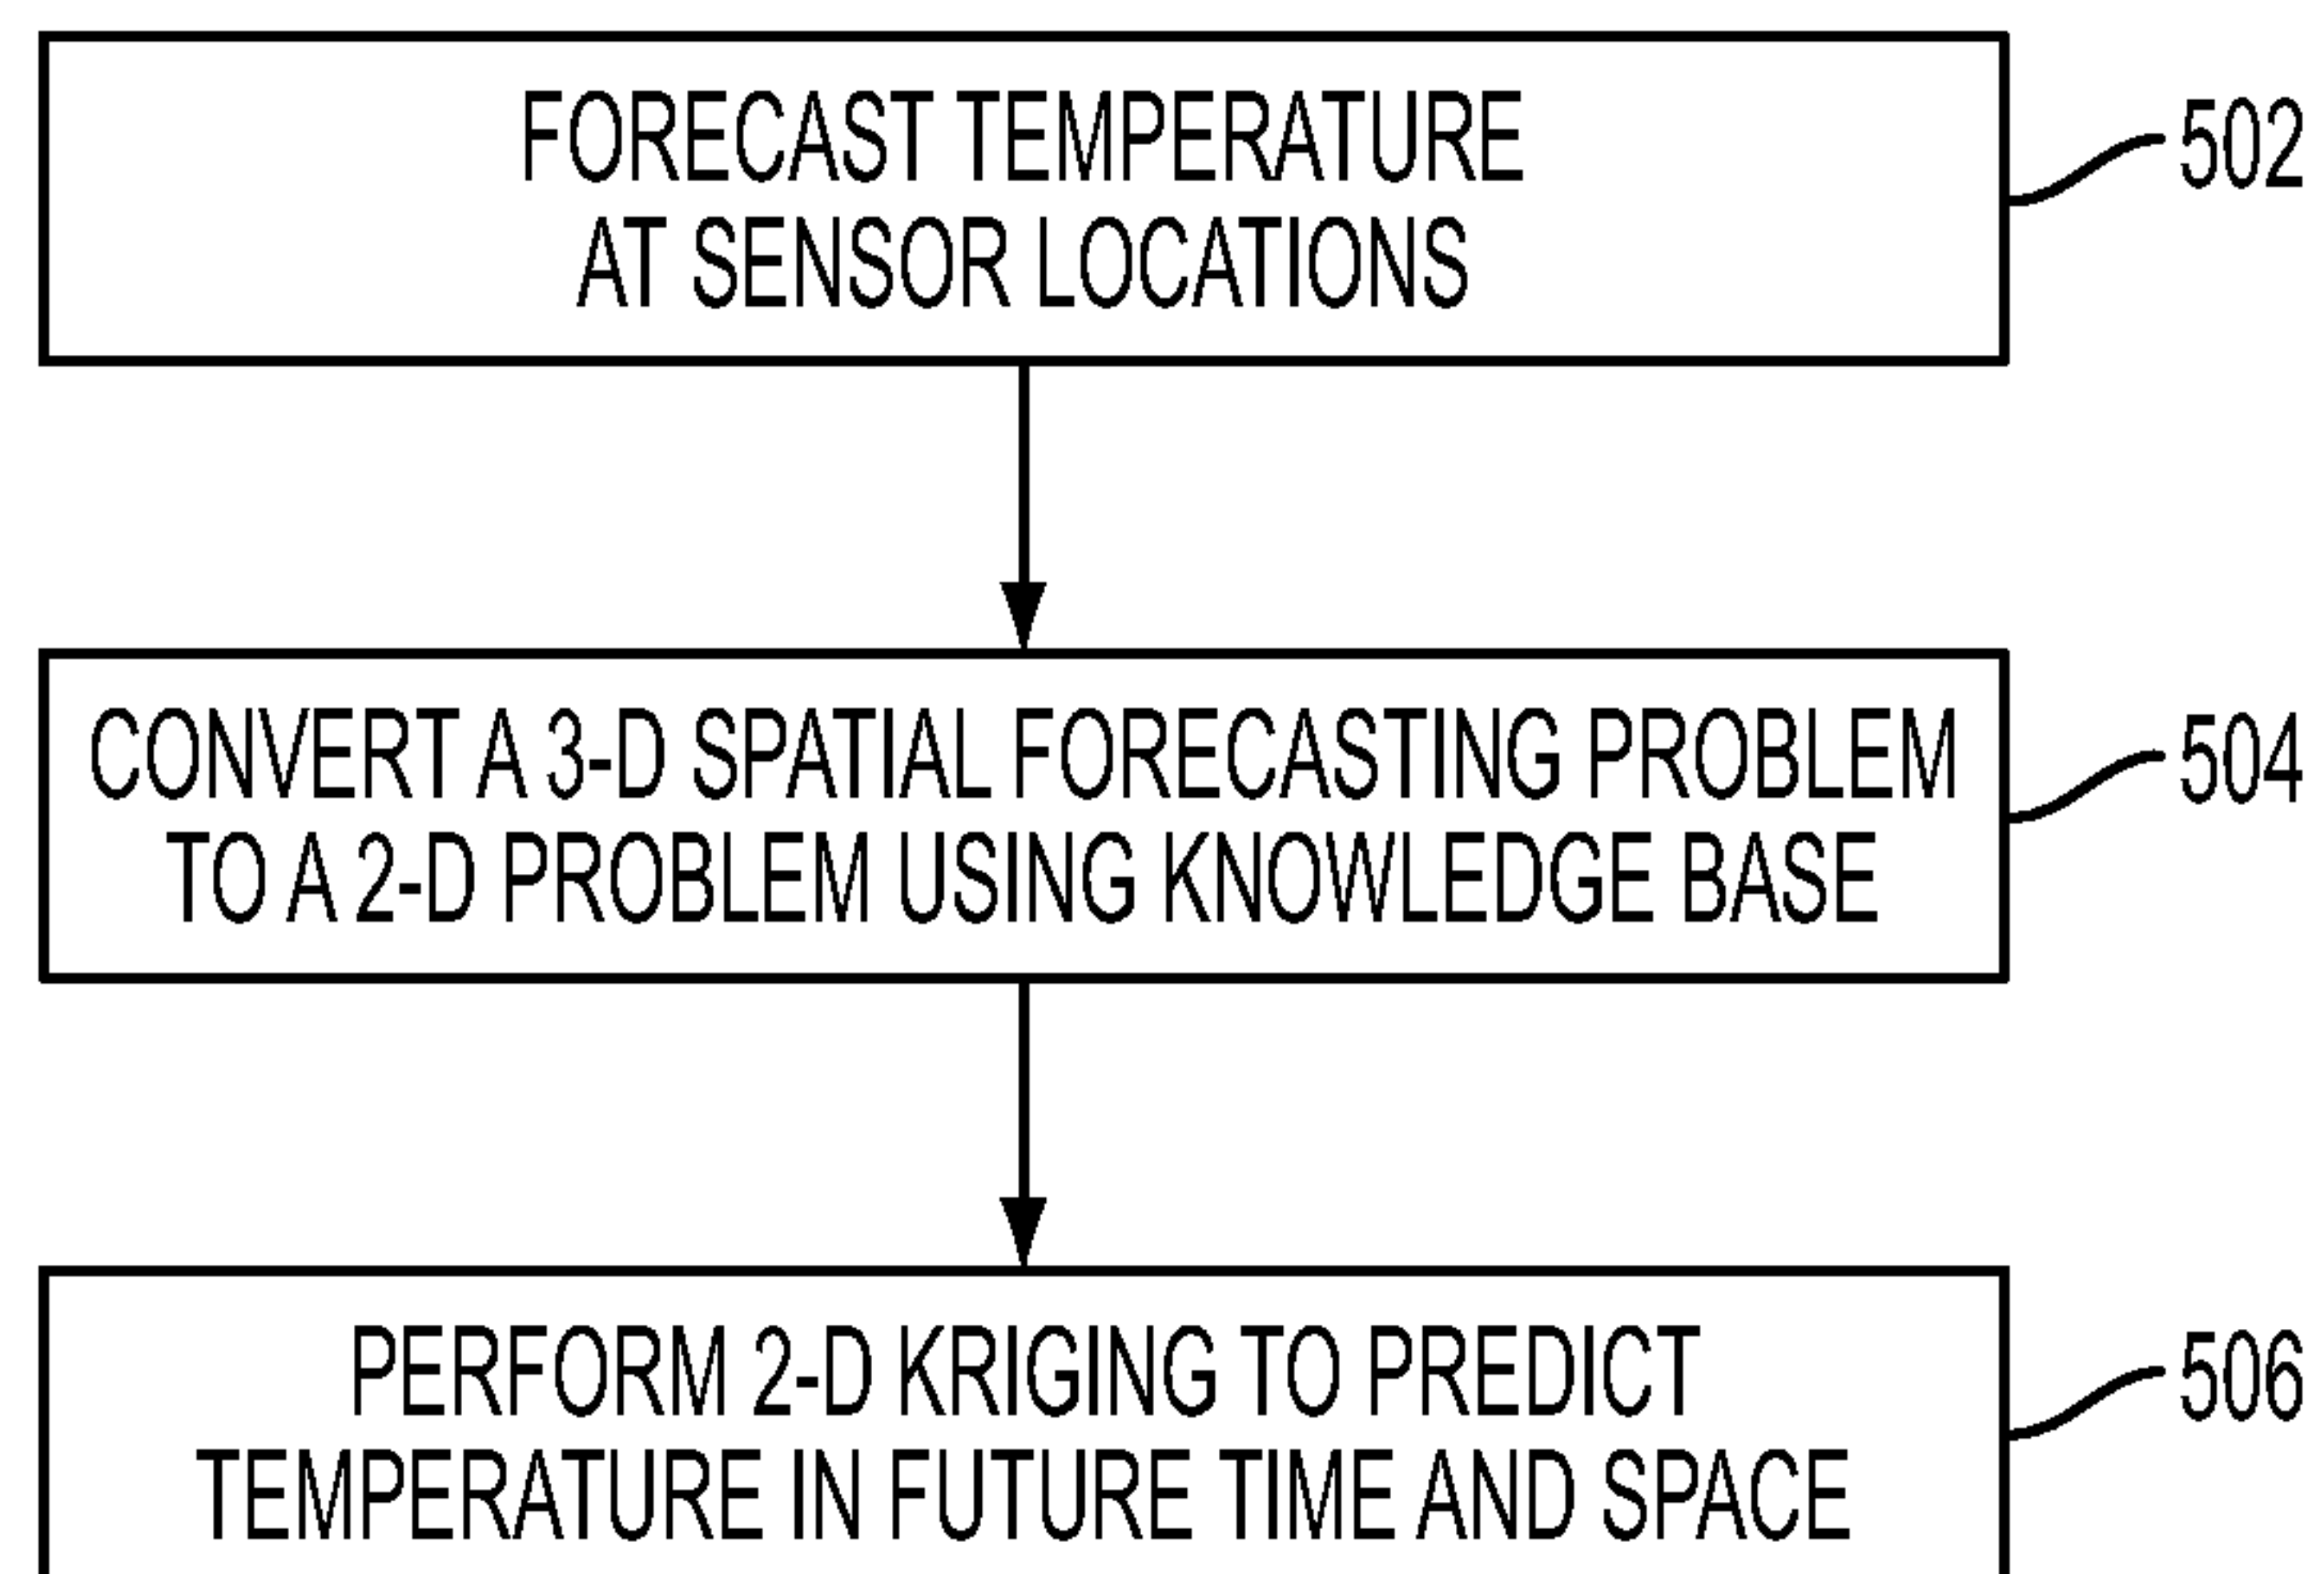 FORECAST TEMPERATURE
AT SENSOR LOCATIONS
502
CONVERT A 3-D SPATIAL FORECASTING PROBLEM
TO A 2-D PROBLEM USING KNOWLEDGE BASE
504
PERFORM 2-D KRIGING TO PREDICT
TEMPERATURE IN FUTURE TIME AND SPACE
506